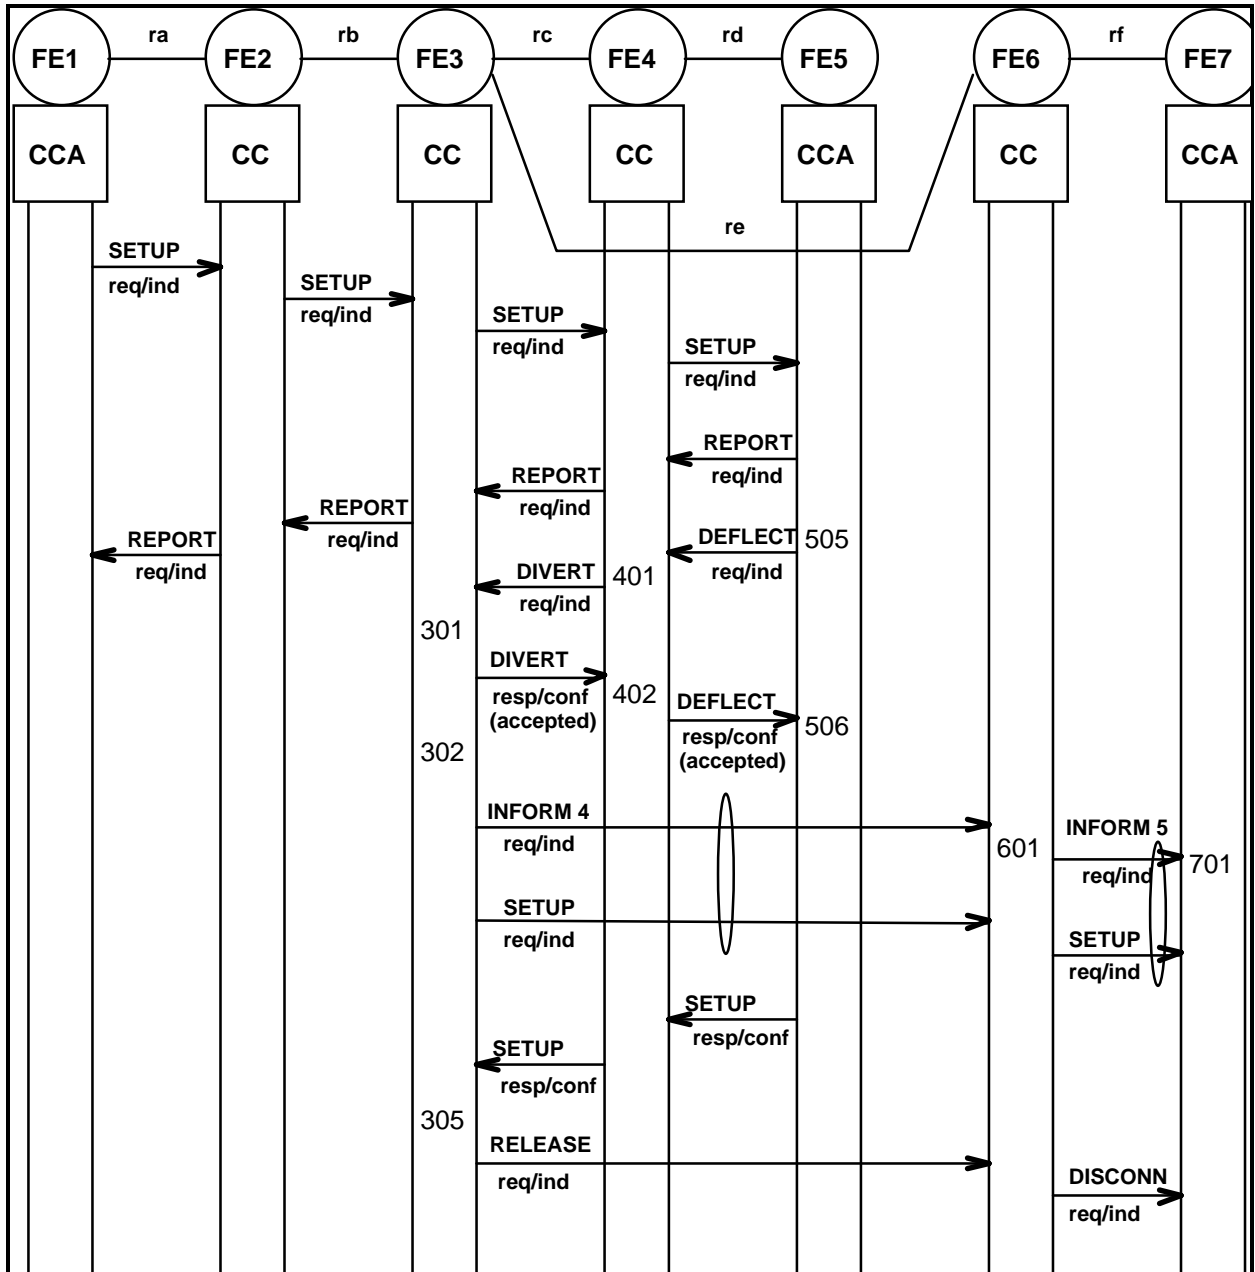 ra rb rc rd rf
FE1 FE2 FE3 FE4 FE5 FE6 FE7
CCA CC CC CC CCA CC CCA
re
SETUP
req/ind
SETUP
req/ind
SETUP
req/ind
SETUP
req/ind
REPORT
req/ind
REPORT
req/ind
REPORT
req/ind
REPORT
req/ind
DEFLECT 505
req/ind
DIVERT 401
req/ind
301
DIVERT
resp/conf
(accepted)
402
DEFLECT
resp/conf
(accepted)
506
302
INFORM 4
req/ind
601
INFORM 5
req/ind
701
SETUP
req/ind
SETUP
req/ind
SETUP
resp/conf
SETUP
resp/conf
305
RELEASE
req/ind
DISCONN
req/ind